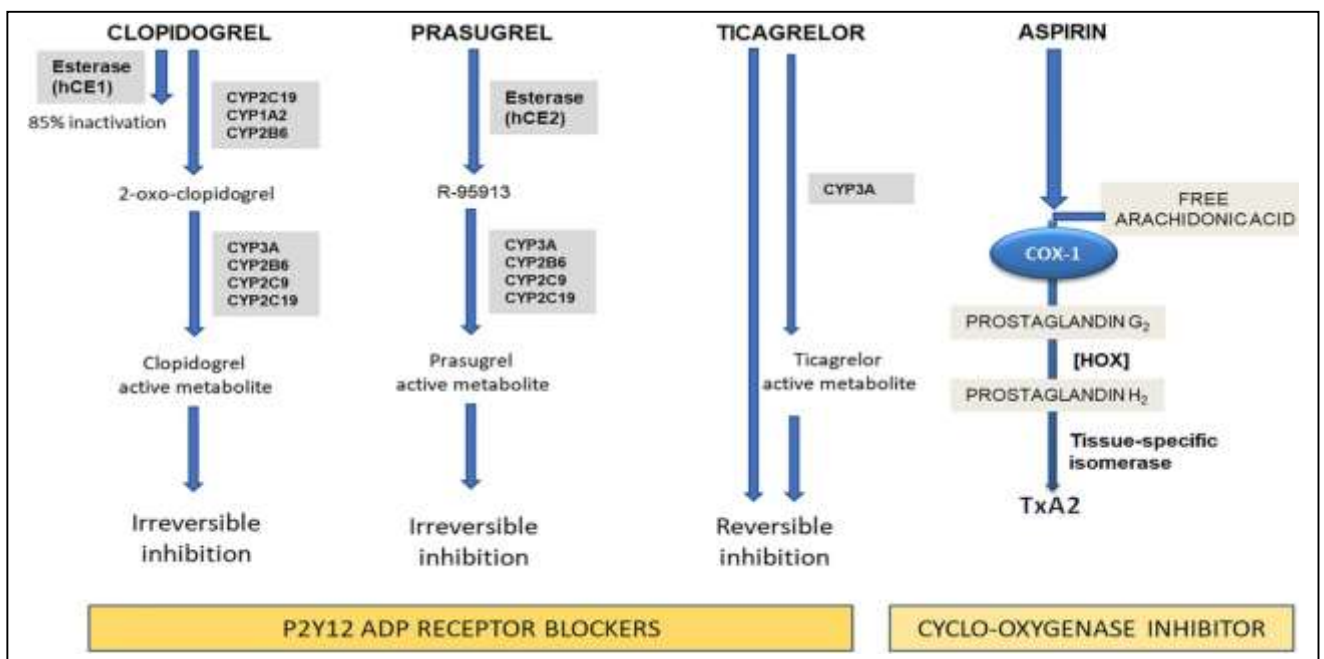 CLOPIDOGREL
Esterase
(hCE1)
85% inactivation
CYP2C19
CYP1A2
CYP2B6
2-oxo-clopidogrel
CYP3A
CYP2B6
CYP2C9
CYP2C19
Clopidogrel
active metabolite
Irreversible
inhibition
PRASUGREL
Esterase
(hCE2)
R-95913
CYP3A
CYP2B6
CYP2C9
CYP2C19
Prasugrel
active metabolite
Irreversible
inhibition
TICAGRELOR
CYP3A
Ticagrelor
active metabolite
Reversible
inhibition
P2Y12 ADP RECEPTOR BLOCKERS
ASPIRIN
FREE
ARACHIDONIC ACID
COX-1
PROSTAGLANDIN G₂
[HOX]
PROSTAGLANDIN H₂
Tissue-specific
isomerase
TxA2
CYCLO-OXYGENASE INHIBITOR